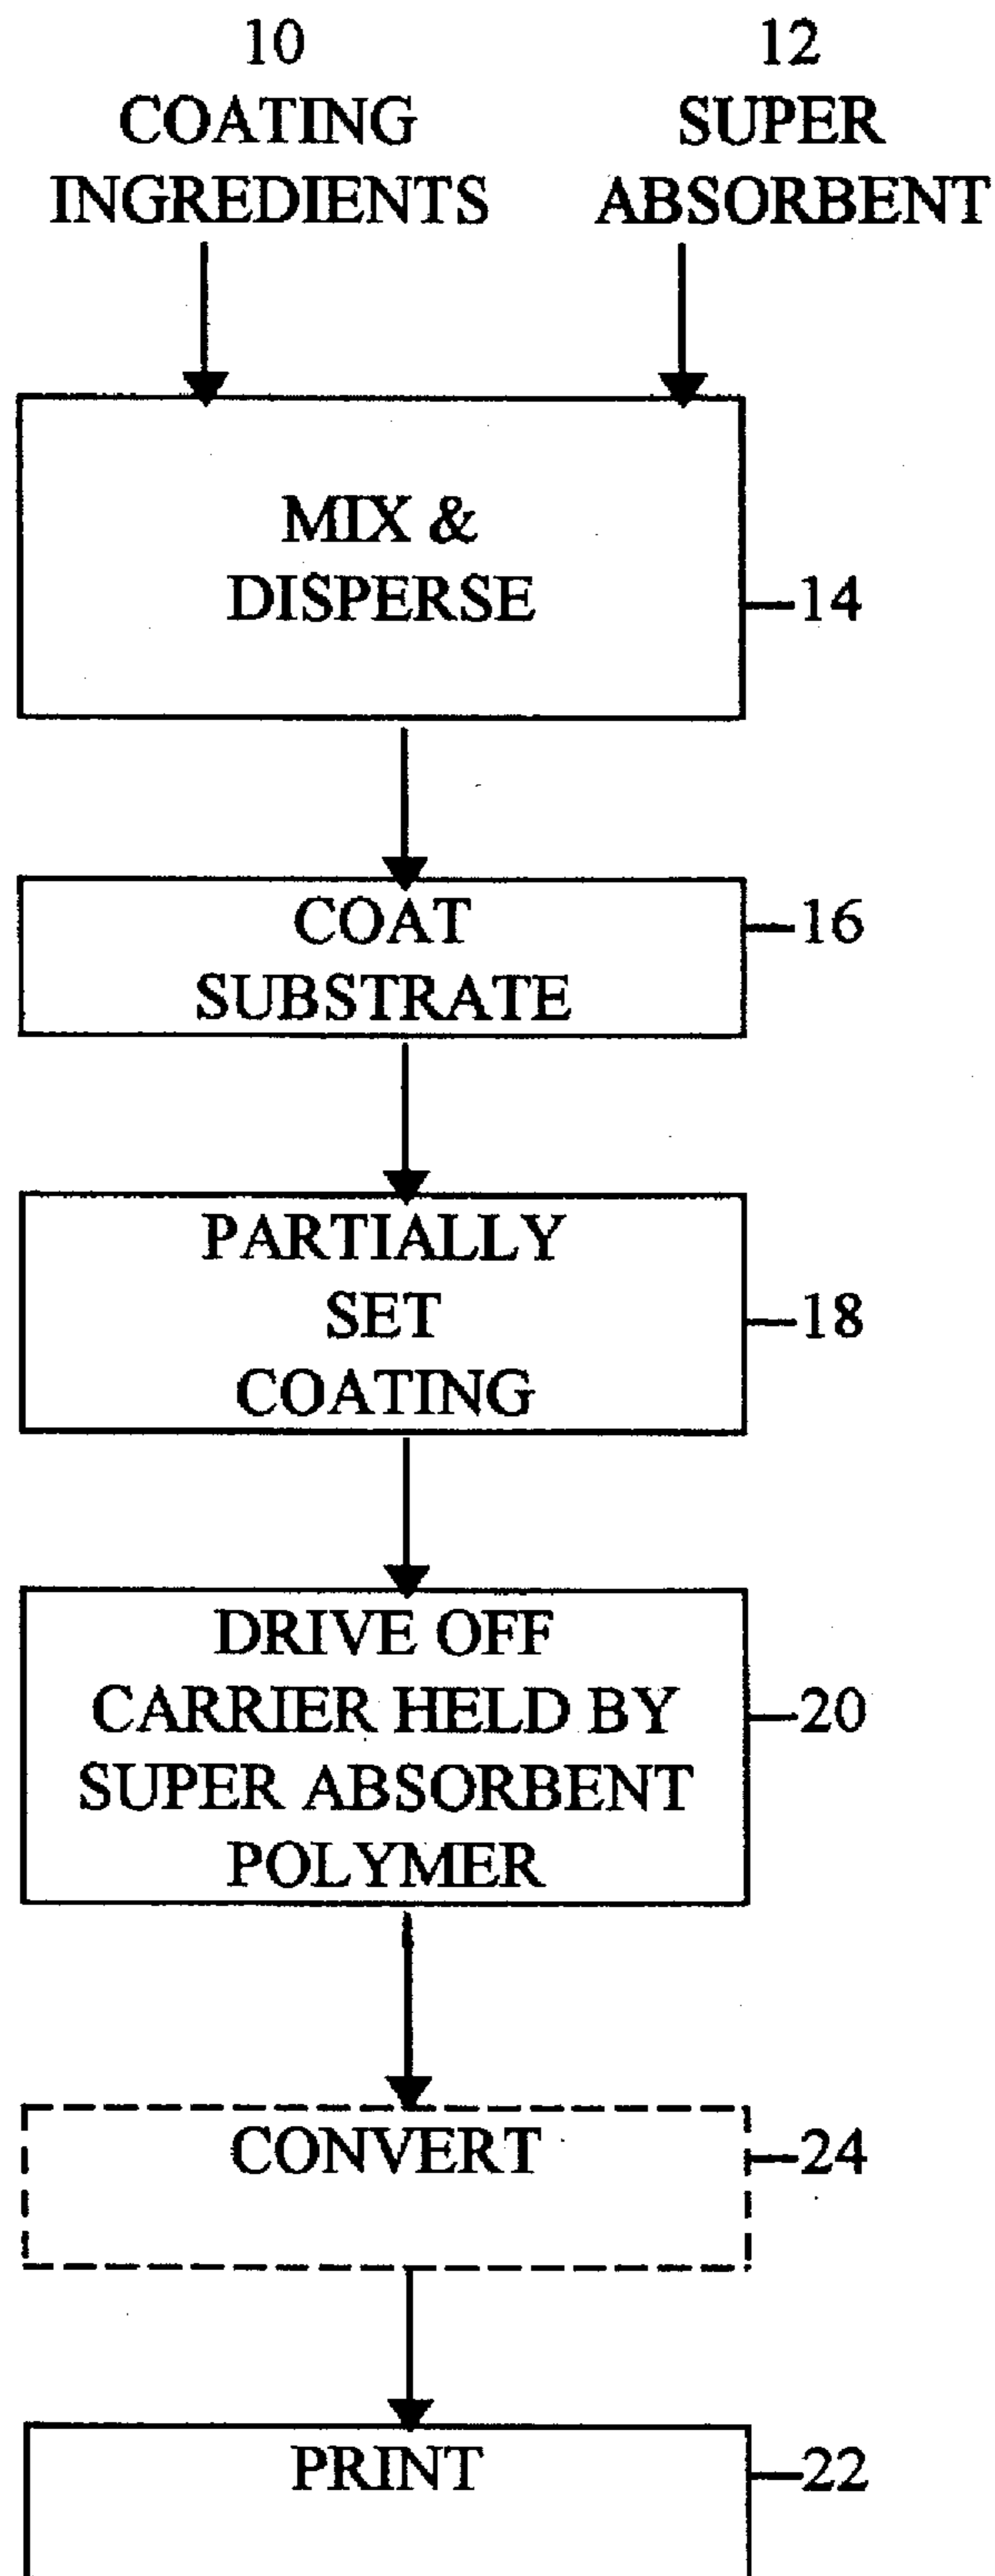 10
COATING
INGREDIENTS
12
SUPER
ABSORBENT
MIX &
DISPERSE
14
COAT
SUBSTRATE
16
PARTIALLY
SET
COATING
18
DRIVE OFF
CARRIER HELD BY
SUPER ABSORBENT
POLYMER
20
CONVERT
24
PRINT
22